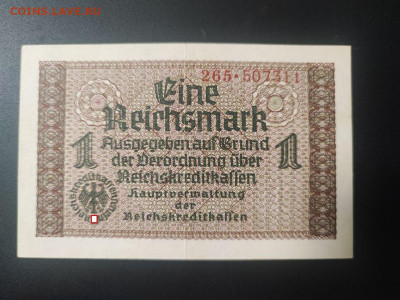 COINS.LAVE.RU
265·507311
Eine
Reichsmark
1 Ausgegeben auf Grund 1
der Verordnung über
Reichskreditkassen
Hauptverwaltung
der
Reichskreditkassen